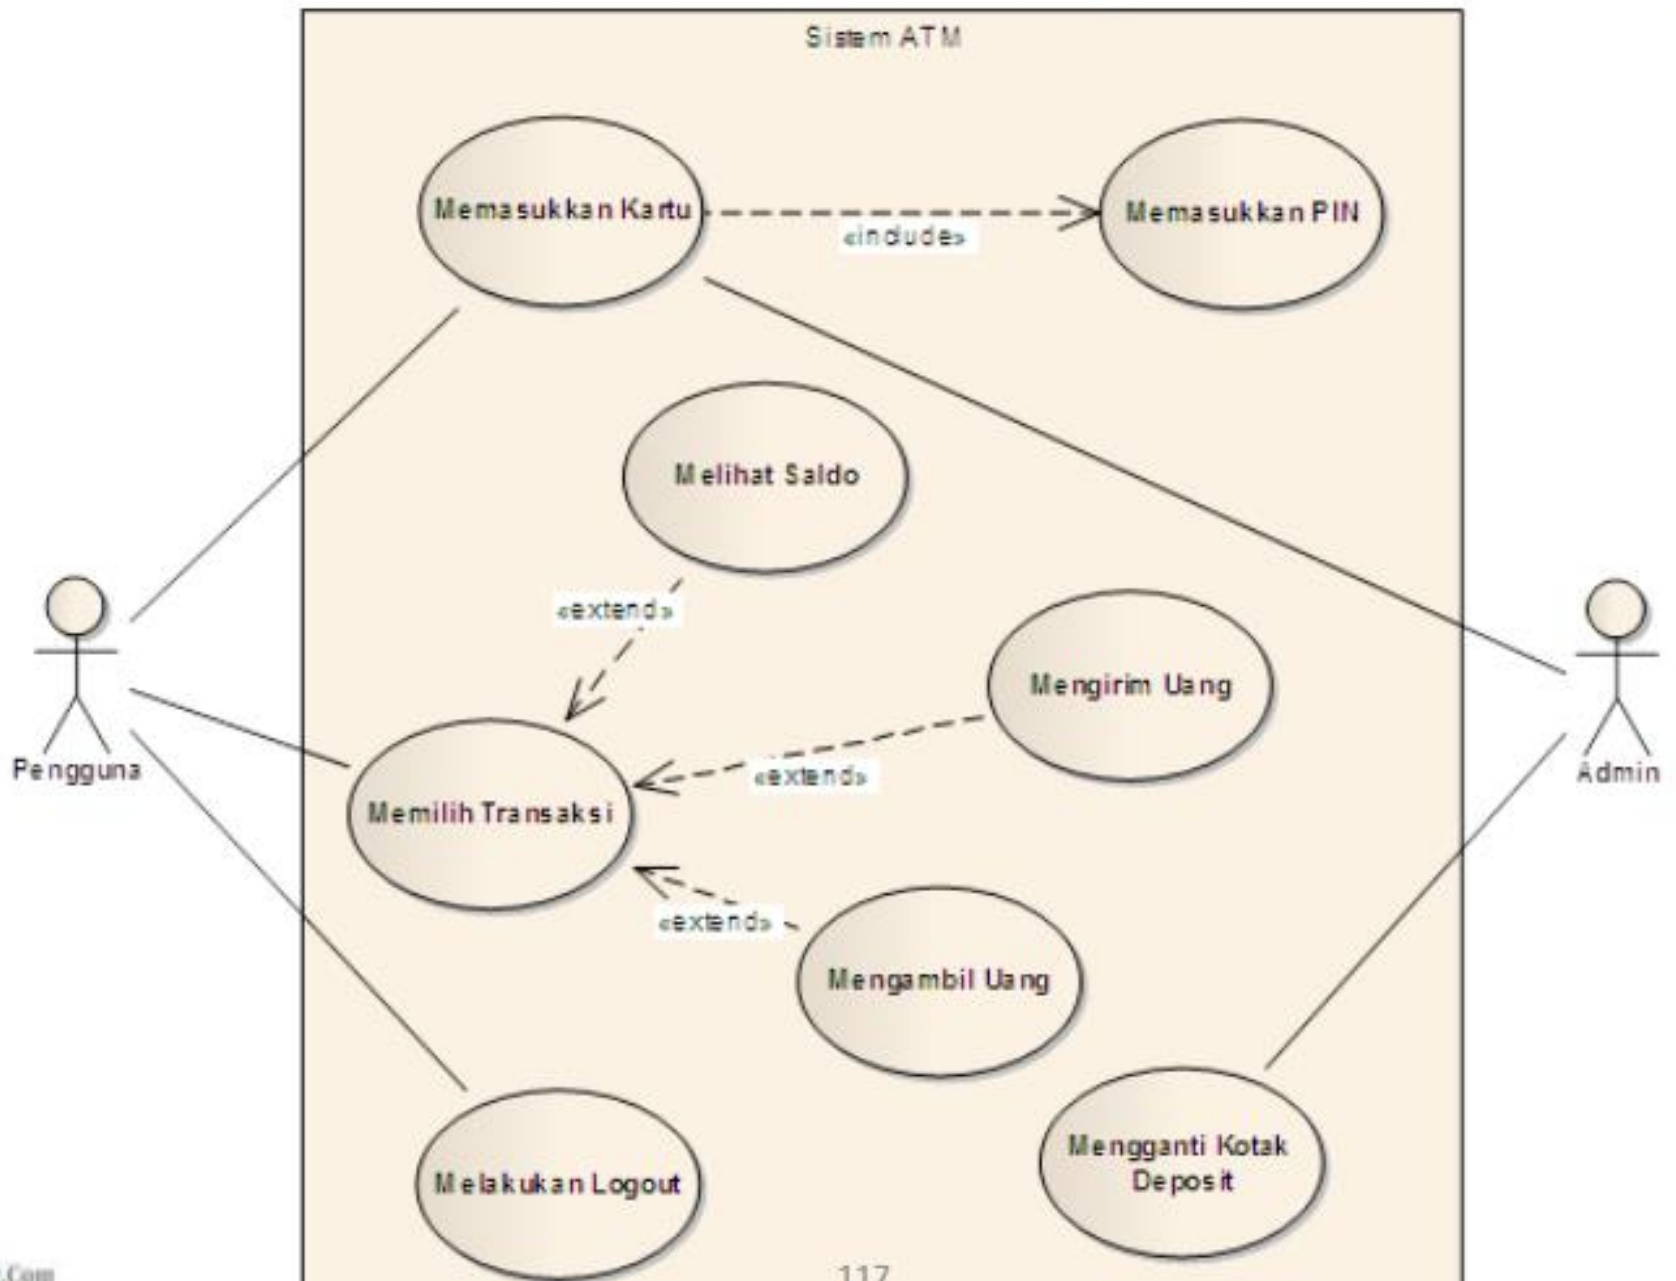 Sistem ATM
Memasukkan Kartu
«include»
Memasukkan PIN
Melihat Saldo
«extend»
Mengirim Uang
«extend»
Pengguna
Admin
Memilih Transaksi
«extend»
Mengambil Uang
Melakukan Logout
Mengganti Kotak
Deposit
.Com
117